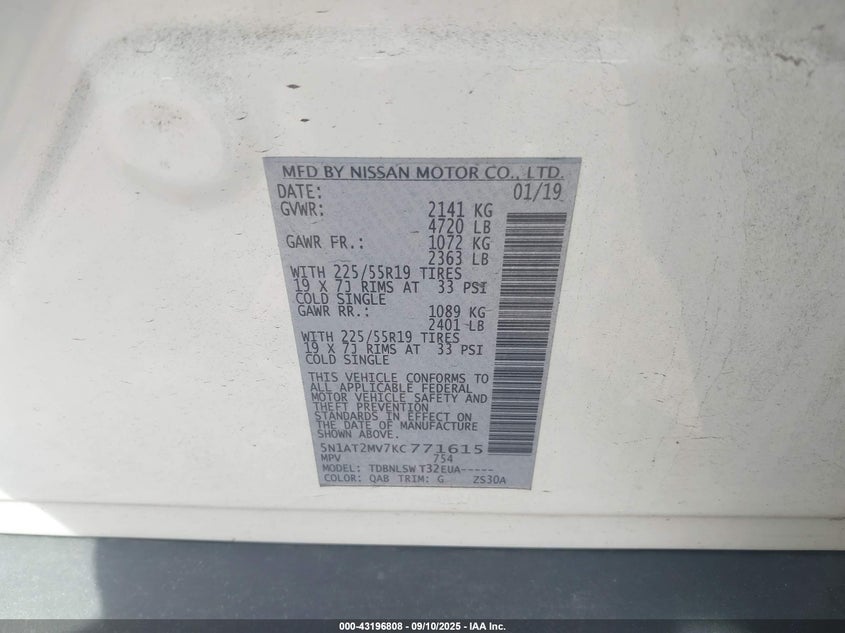 MFD BY NISSAN MOTOR CO., LTD.
DATE: 01/19
GVWR: 2141 KG
4720 LB
GAWR FR.: 1072 KG
2363 LB
WITH 225/55R19 TIRES
19 X 7J RIMS AT 33 PSI
COLD SINGLE
GAWR RR.: 1089 KG
2401 LB
WITH 225/55R19 TIRES
19 X 7J RIMS AT 33 PSI
COLD SINGLE
THIS VEHICLE CONFORMS TO
ALL APPLICABLE FEDERAL
MOTOR VEHICLE SAFETY AND
THEFT PREVENTION
STANDARDS IN EFFECT ON
THE DATE OF MANUFACTURE
SHOWN ABOVE.
5N1AT2MV7KC771615
MPV 754
MODEL: TDBNLSW T32EUA-----
COLOR: QAB TRIM: G ZS30A
000-43196808 - 09/10/2025 - IAA Inc.